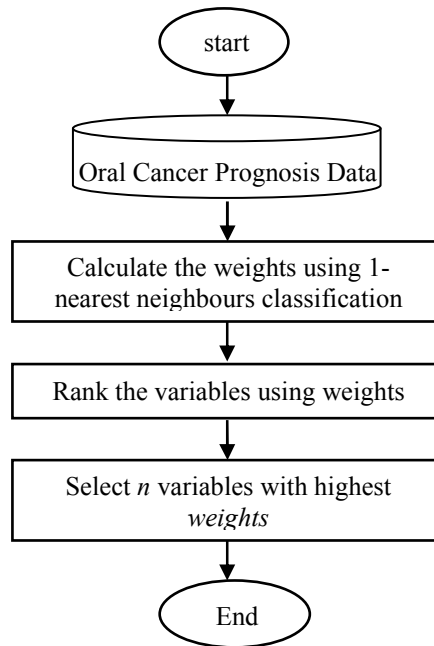 start
Oral Cancer Prognosis Data
Calculate the weights using 1-
nearest neighbours classification
Rank the variables using weights
Select n variables with highest
weights
End